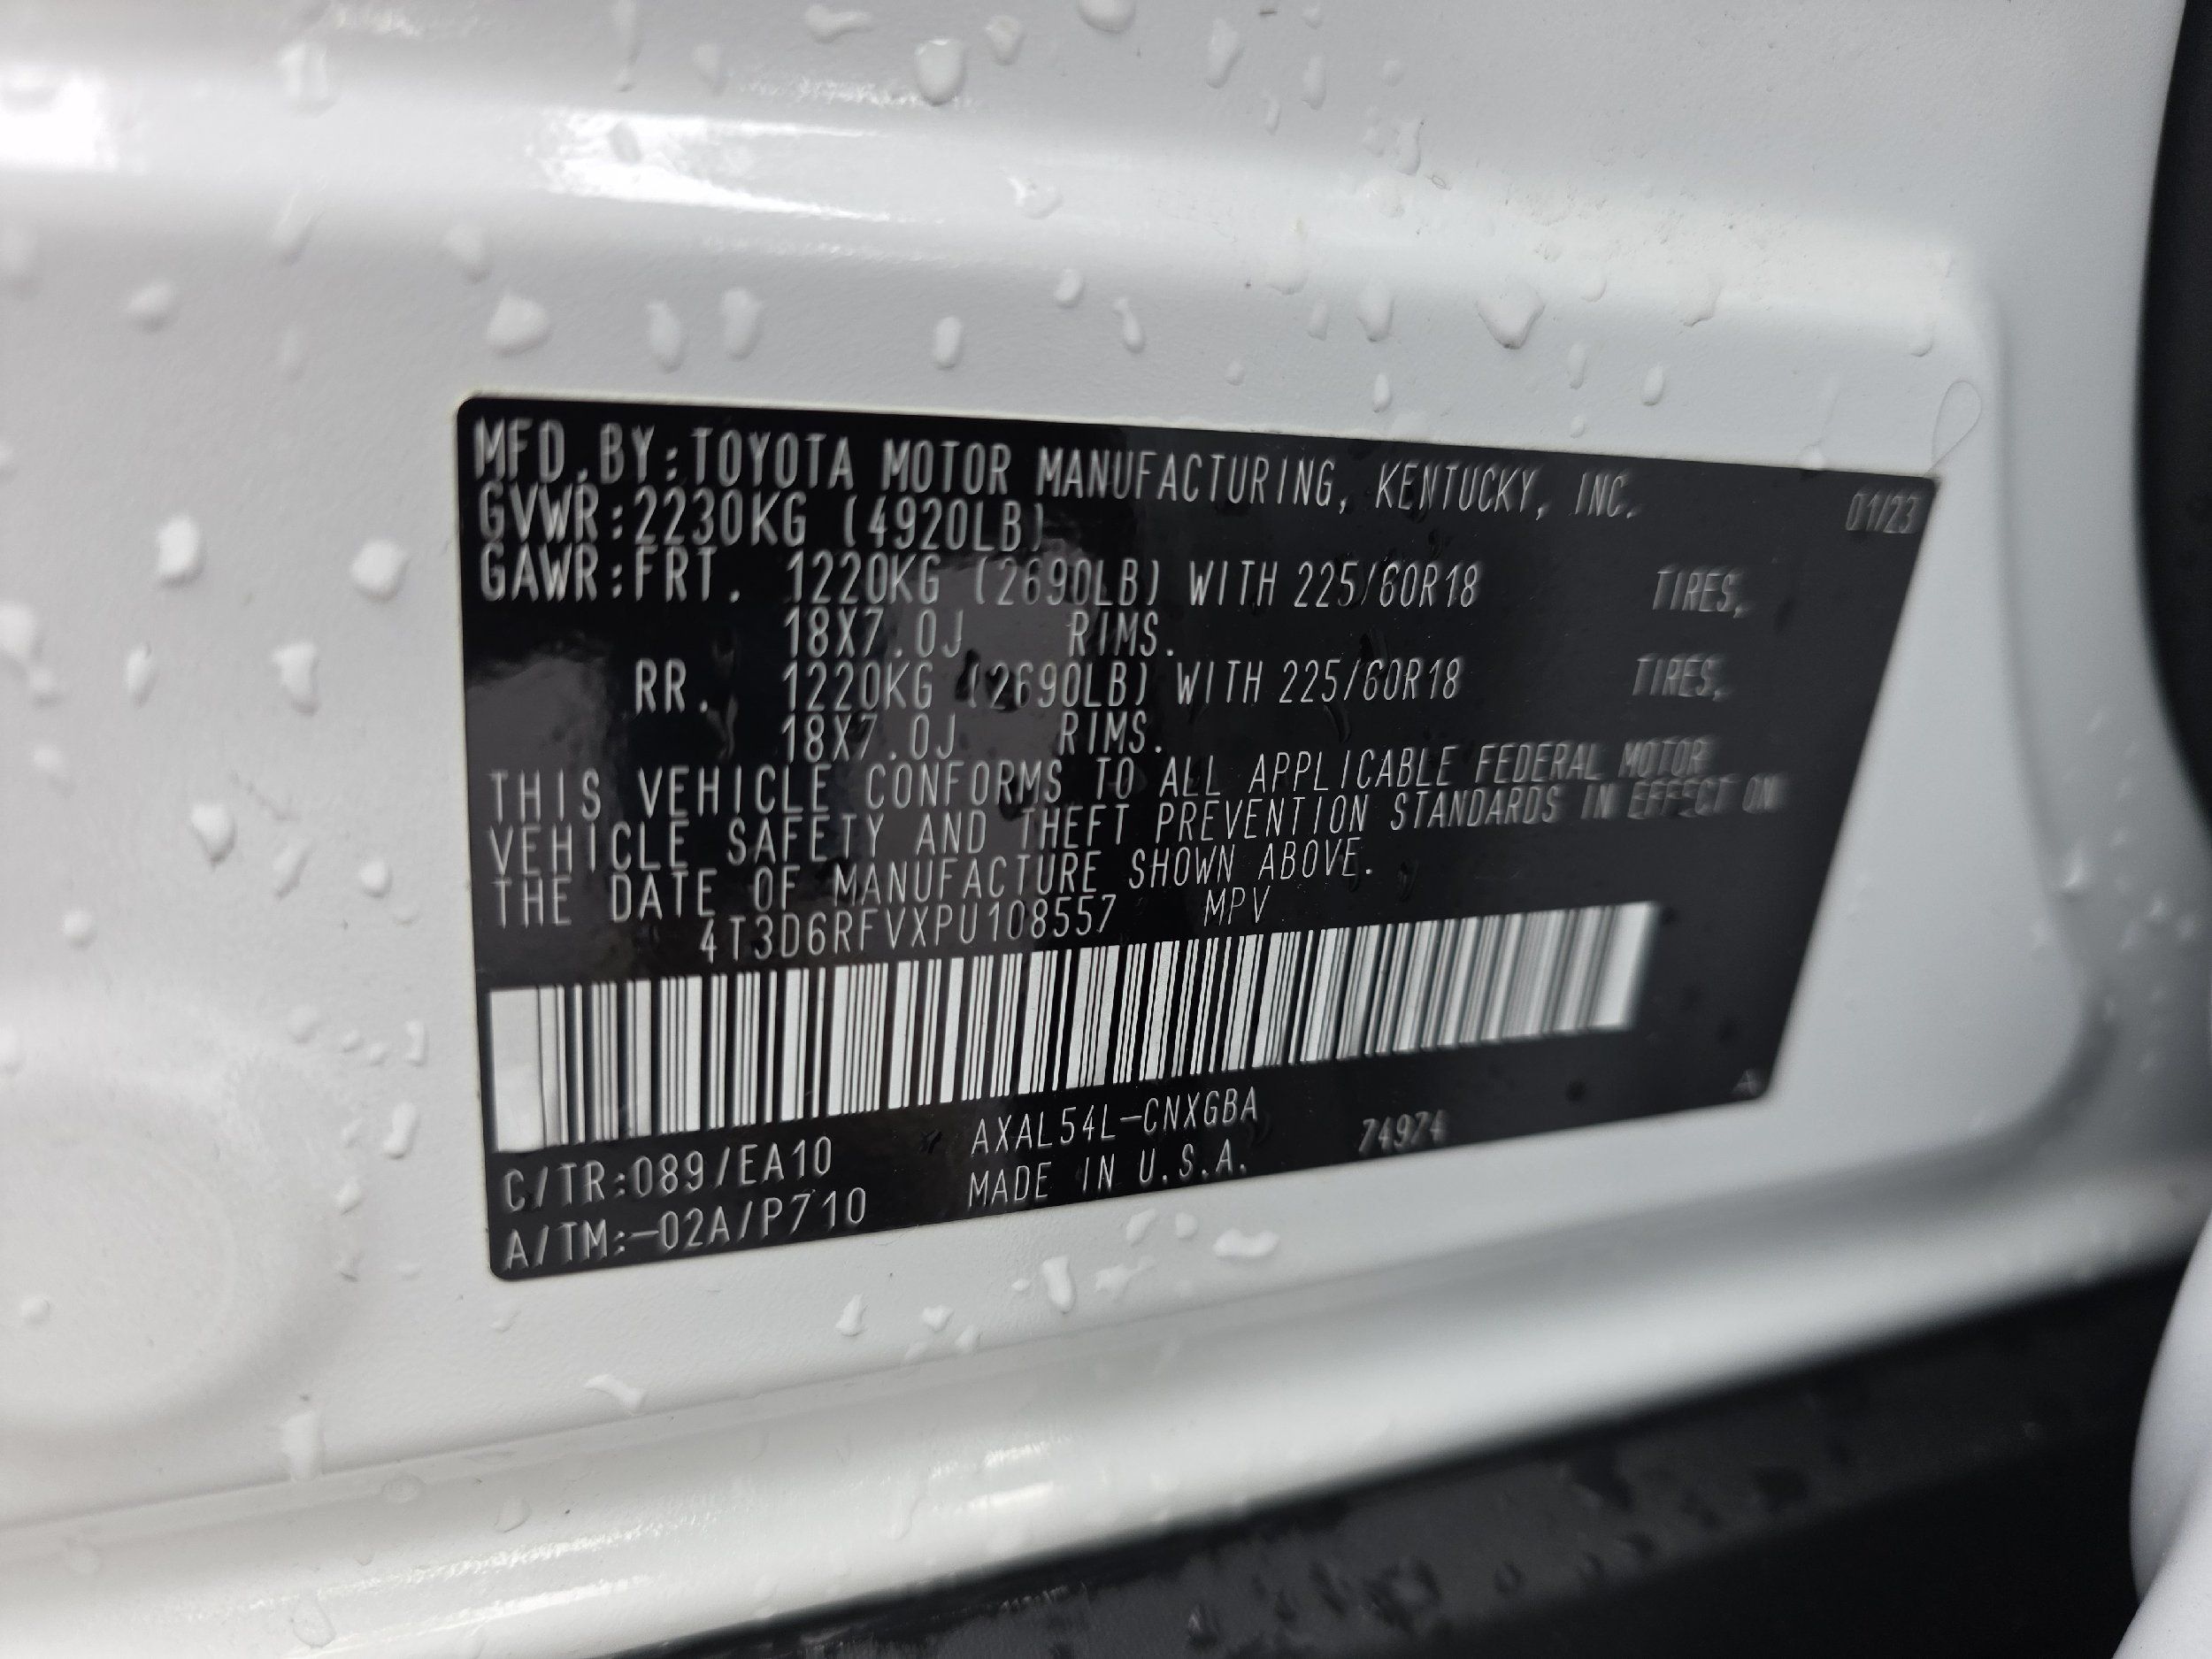 MFD.BY:TOYOTA MOTOR MANUFACTURING, KENTUCKY, INC. 01/23
GVWR:2230KG (4920LB)
GAWR:FRT. 1220KG (2690LB) WITH 225/60R18 TIRES,
18X7.0J RIMS.
RR. 1220KG (2690LB) WITH 225/60R18 TIRES,
18X7.0J RIMS.
THIS VEHICLE CONFORMS TO ALL APPLICABLE FEDERAL MOTOR
VEHICLE SAFETY AND THEFT PREVENTION STANDARDS IN EFFECT ON
THE DATE OF MANUFACTURE SHOWN ABOVE.
4T3D6RFVXPU108557 MPV
C/TR:089/EA10 AXAL54L-CNXGBA 74974
A/TM:-02A/P710 MADE IN U.S.A.